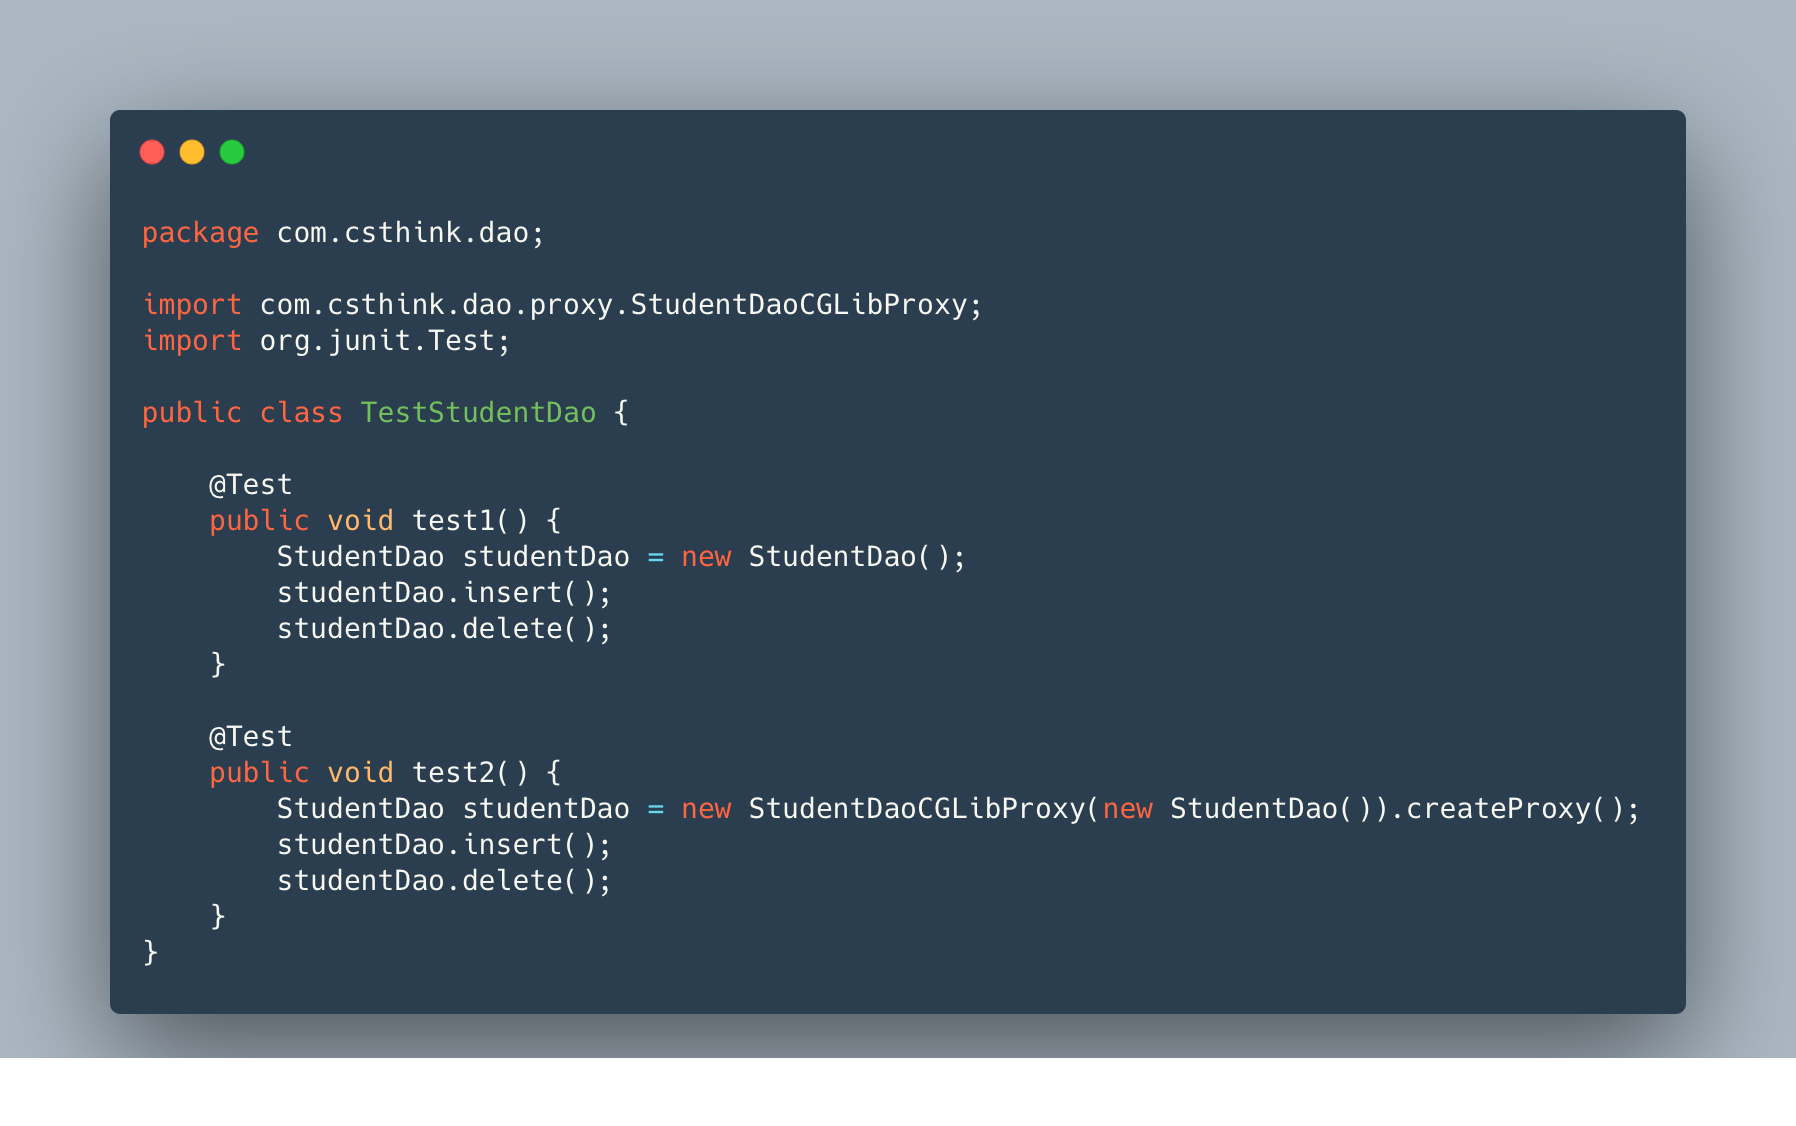 package com.csthink.dao;
import com.csthink.dao.proxy.StudentDaoCGLibProxy;
import org.junit.Test;
public class TestStudentDao {
@Test
public void test1() {
StudentDao studentDao = new StudentDao();
studentDao.insert();
studentDao.delete();
}
@Test
public void test2() {
StudentDao studentDao = new StudentDaoCGLibProxy(new StudentDao()).createProxy();
studentDao.insert();
studentDao.delete();
}
}